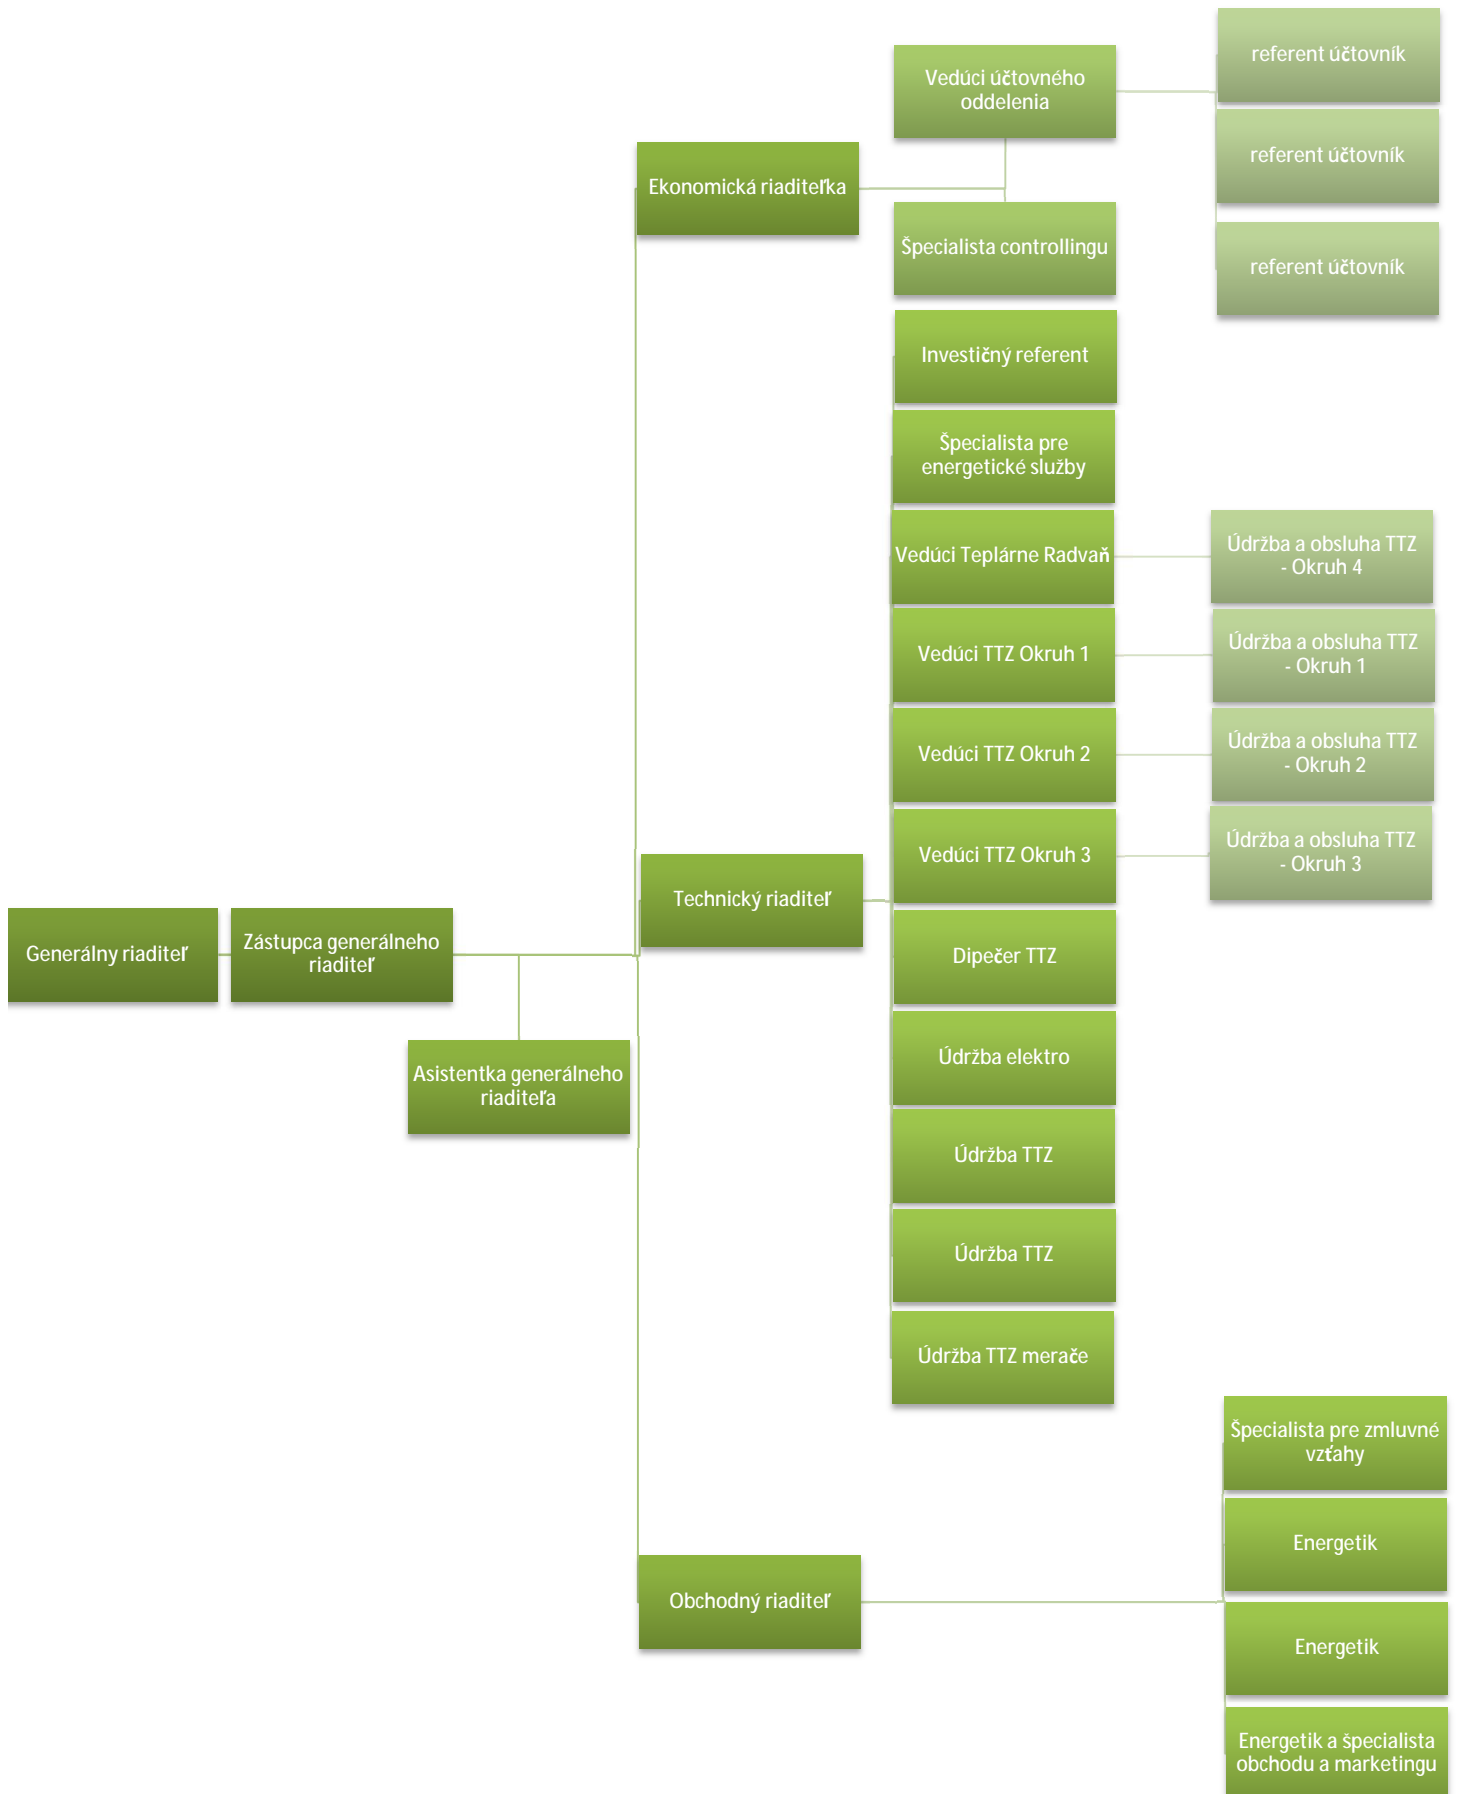 referent účtovník
Vedúci účtovného
oddelenia
referent účtovník
Ekonomická riaditeľka
Špecialista controllingu
referent účtovník
Investičný referent
Špecialista pre
energetické služby
Vedúci Teplárne Radvaň
Údržba a obsluha TTZ
- Okruh 4
Vedúci TTZ Okruh 1
Údržba a obsluha TTZ
- Okruh 1
Vedúci TTZ Okruh 2
Údržba a obsluha TTZ
- Okruh 2
Vedúci TTZ Okruh 3
Údržba a obsluha TTZ
- Okruh 3
Technický riaditeľ
Generálny riaditeľ
Zástupca generálneho
riaditeľ
Dipečer TTZ
Údržba elektro
Asistentka generálneho
riaditeľa
Údržba TTZ
Údržba TTZ
Údržba TTZ merače
Špecialista pre zmluvné
vzťahy
Energetik
Obchodný riaditeľ
Energetik
Energetik a špecialista
obchodu a marketingu